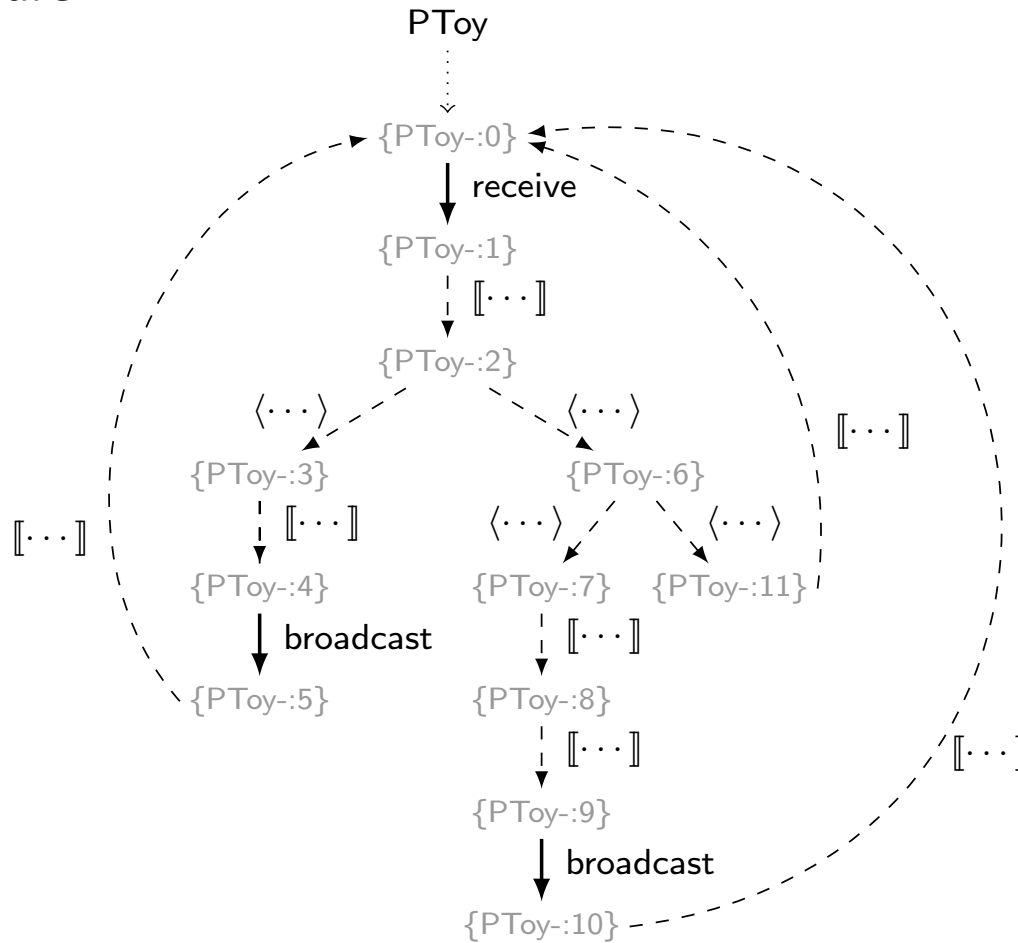 PToy
{PToy-:0}
receive
{PToy-:1}
⟦· · ·⟧
{PToy-:2}
⟨· · ·⟩ ⟨· · ·⟩
⟦· · ·⟧
{PToy-:3} {PToy-:6}
⟦· · ·⟧ ⟦· · ·⟧ ⟨· · ·⟩ ⟨· · ·⟩
{PToy-:4} {PToy-:7} {PToy-:11}
broadcast ⟦· · ·⟧
{PToy-:5} {PToy-:8}
⟦· · ·⟧ ⟦· · ·
{PToy-:9}
broadcast
{PToy-:10}